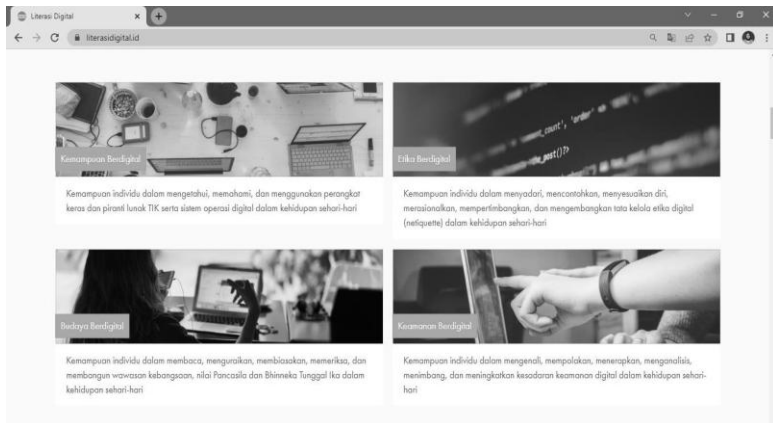 Literasi Digital
literasidigital.id
Kemampuan Berdigital
Kemampuan individu dalam mengetahui, memahami, dan menggunakan perangkat
keras dan piranti lunak TIK serta sistem operasi digital dalam kehidupan sehari-hari
Etika Berdigital
Kemampuan individu dalam menyadari, mencontohkan, menyesuaikan diri,
merasionalkan, mempertimbangkan, dan mengembangkan tata kelola etika digital
(netiquette) dalam kehidupan sehari-hari
Budaya Berdigital
Kemampuan individu dalam membaca, menguraikan, membiasakan, memeriksa, dan
membangun wawasan kebangsaan, nilai Pancasila dan Bhinneka Tunggal Ika dalam
kehidupan sehari-hari
Keamanan Berdigital
Kemampuan individu dalam mengenali, mempolakan, menerapkan, menganalisis,
menimbang, dan meningkatkan kesadaran keamanan digital dalam kehidupan sehari-
hari